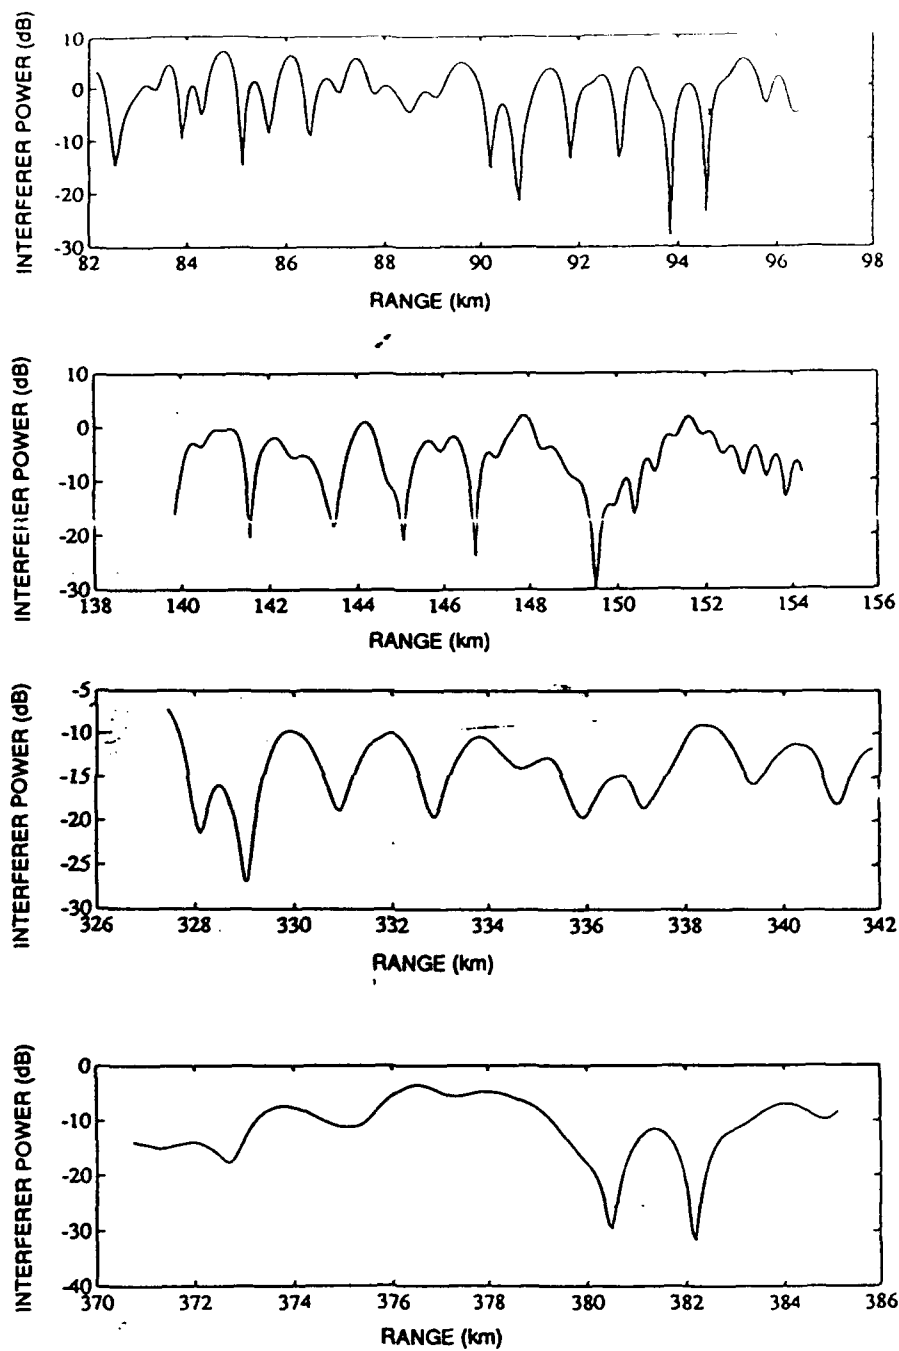 INTERFERER POWER (dB)
10
0
-10
-20
-30
82 84 86 88 90 92 94 96 98
RANGE (km)
INTERFERER POWER (dB)
10
0
-10
-20
-30
138 140 142 144 146 148 150 152 154 156
RANGE (km)
INTERFERER POWER (dB)
-5
-10
-15
-20
-25
-30
326 328 330 332 334 336 338 340 342
RANGE (km)
INTERFERER POWER (dB)
0
-10
-20
-30
-40
370 372 374 376 378 380 382 384 386
RANGE (km)